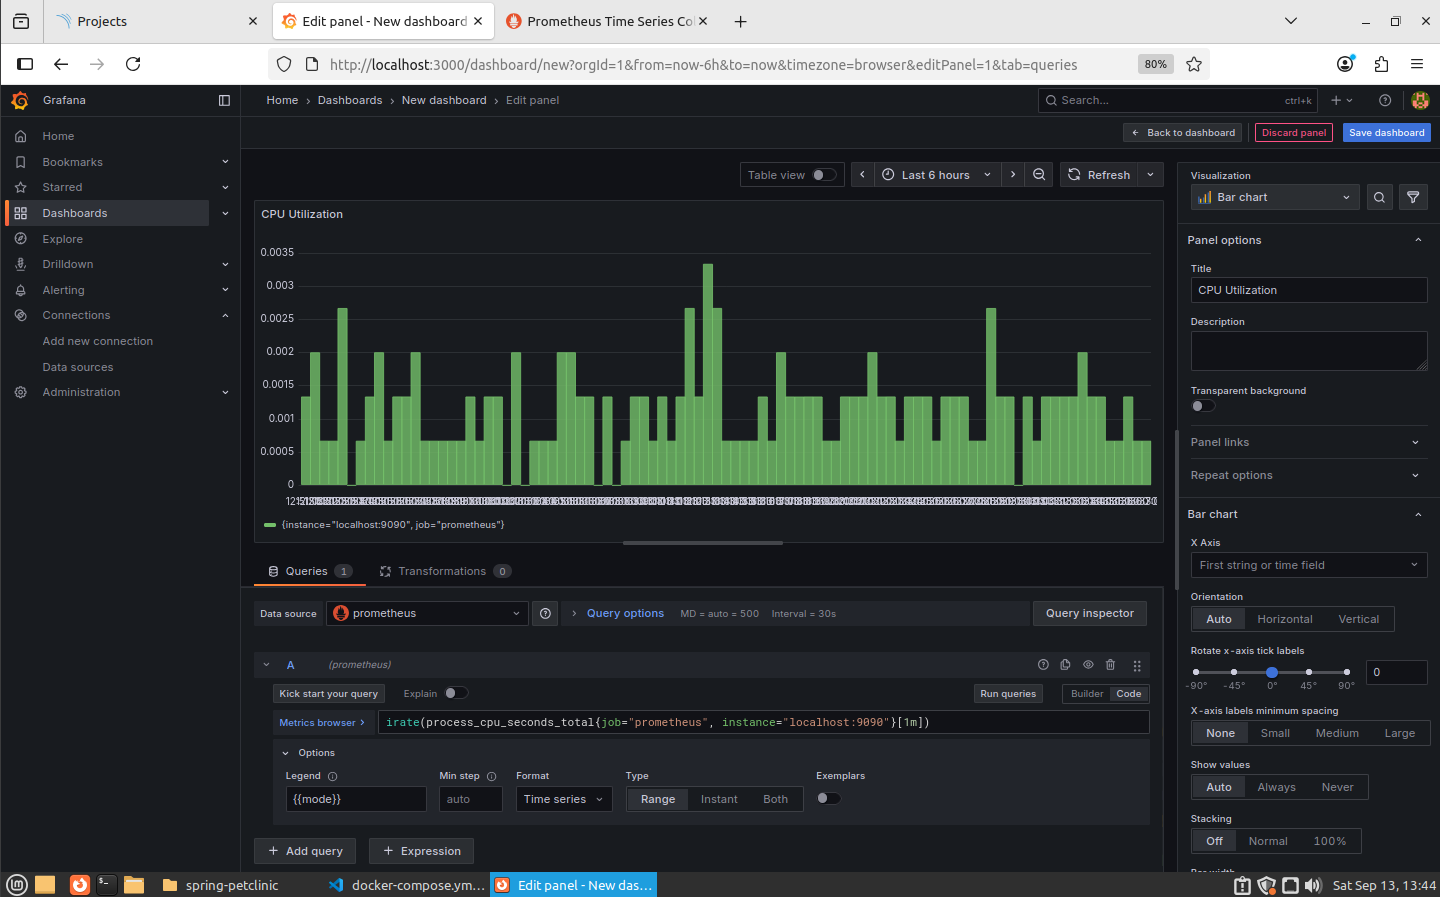 Projects
Edit panel - New dashboard
Prometheus Time Series Co
http://localhost:3000/dashboard/new?orgId=1&from=now-6h&to=now&timezone=browser&editPanel=1&tab=queries
80%
Grafana
Home › Dashboards › New dashboard › Edit panel
Search...
ctrl+k
Back to dashboard
Discard panel
Save dashboard
Home
Bookmarks
Starred
Dashboards
Explore
Drilldown
Alerting
Connections
Add new connection
Data sources
Administration
Table view
Last 6 hours
Refresh
CPU Utilization
0.0035
0.003
0.0025
0.002
0.0015
0.001
0.0005
0
{instance="localhost:9090", job="prometheus"}
Queries 1
Transformations 0
Data source
prometheus
Query options
MD = auto = 500
Interval = 30s
Query inspector
A
(prometheus)
Kick start your query
Explain
Run queries
Builder
Code
Metrics browser >
irate(process_cpu_seconds_total{job="prometheus", instance="localhost:9090"}[1m])
Options
Legend
Min step
Format
Type
Exemplars
{{mode}}
auto
Time series
Range
Instant
Both
+ Add query
+ Expression
Visualization
Bar chart
Panel options
Title
CPU Utilization
Description
Transparent background
Panel links
Repeat options
Bar chart
X Axis
First string or time field
Orientation
Auto
Horizontal
Vertical
Rotate x-axis tick labels
0
-90°
-45°
0°
45°
90°
X-axis labels minimum spacing
None
Small
Medium
Large
Show values
Auto
Always
Never
Stacking
Off
Normal
100%
spring-petclinic
docker-compose.ym...
Edit panel - New das...
Sat Sep 13, 13:44